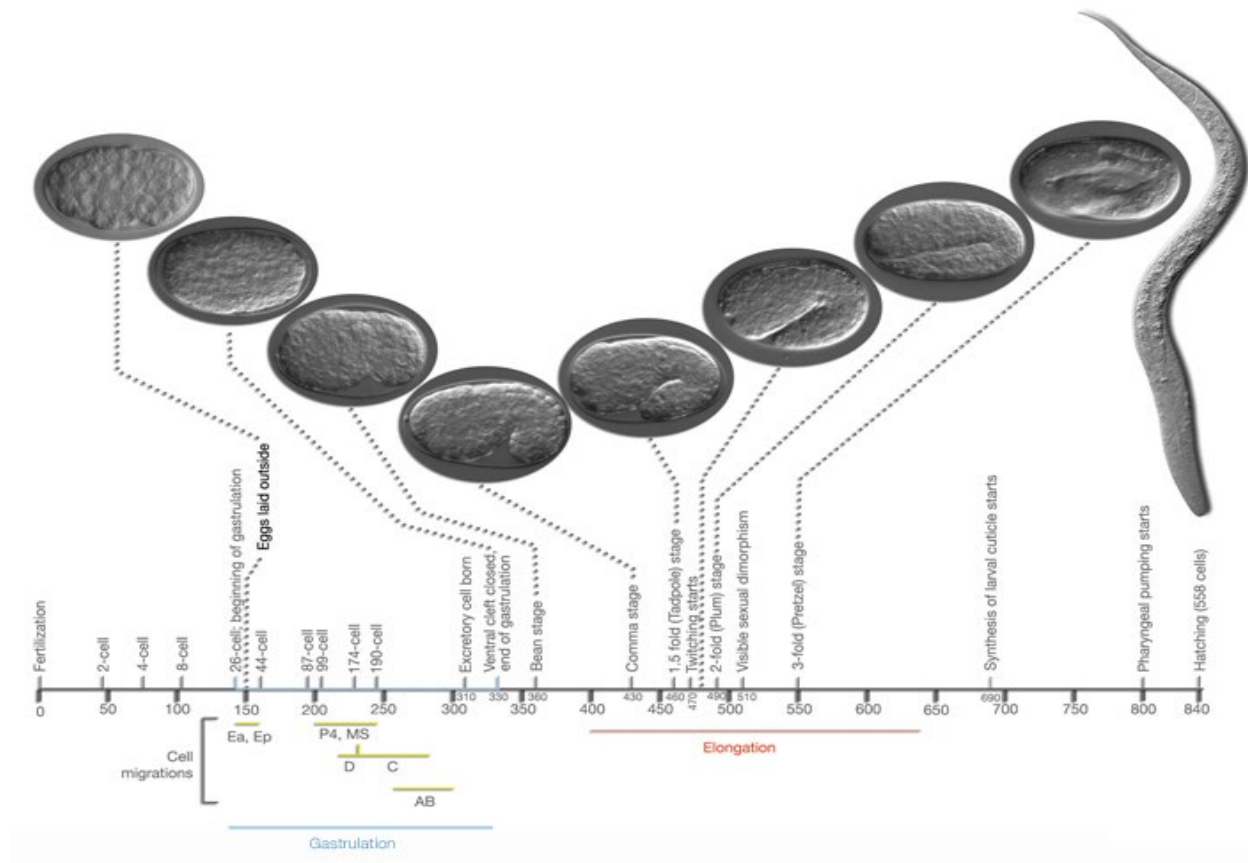 Fertilization
2-cell
4-cell
8-cell
26-cell; beginning of gastrulation
Eggs laid outside
44-cell
87-cell
99-cell
174-cell
190-cell
Excretory cell born
Ventral cleft closed,
end of gastrulation
Bean stage
Comma stage
1.5 fold (Tadpole) stage
Twitching starts
2-fold (Plum) stage
Visible sexual dimorphism
3-fold (Pretzel) stage
Synthesis of larval cuticle starts
Pharyngeal pumping starts
Hatching (558 cells)
310 330 360 430 460 470 490 510 690
0 50 100 150 200 250 300 350 400 450 500 550 600 650 700 750 800 840
Cell
migrations
Ea, Ep
P4, MS
D C
AB
Elongation
Gastrulation